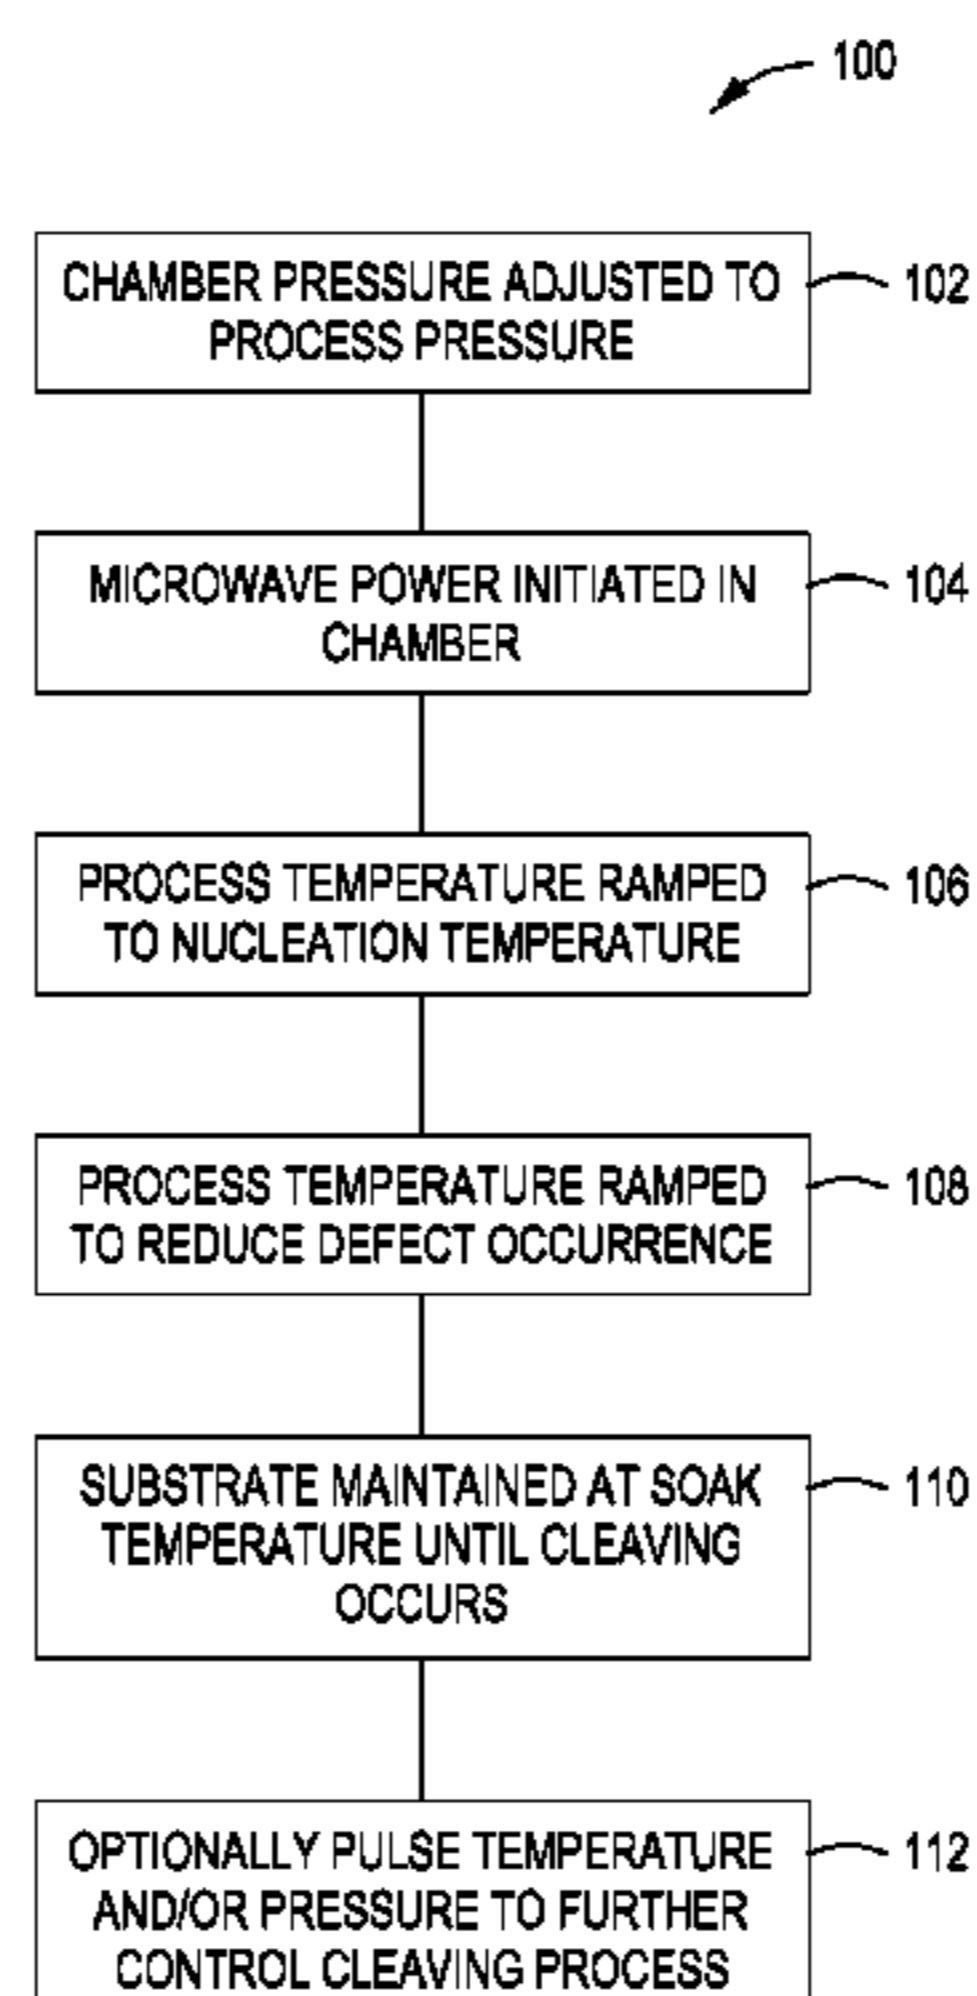 100
CHAMBER PRESSURE ADJUSTED TO
PROCESS PRESSURE
102
MICROWAVE POWER INITIATED IN
CHAMBER
104
PROCESS TEMPERATURE RAMPED
TO NUCLEATION TEMPERATURE
106
PROCESS TEMPERATURE RAMPED
TO REDUCE DEFECT OCCURRENCE
108
SUBSTRATE MAINTAINED AT SOAK
TEMPERATURE UNTIL CLEAVING
OCCURS
110
OPTIONALLY PULSE TEMPERATURE
AND/OR PRESSURE TO FURTHER
CONTROL CLEAVING PROCESS
112